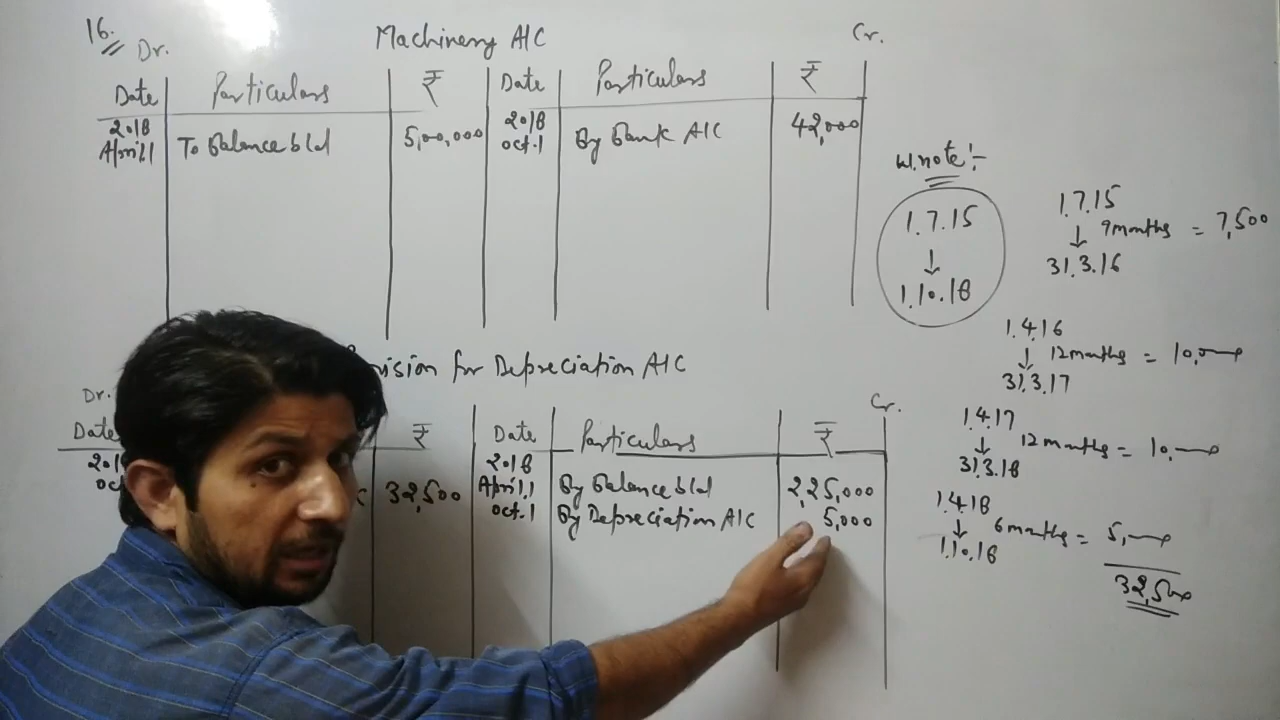 16.
Dr. Machinery A/C Cr.
Date Particulars ₹ Date Particulars ₹
2018 2018
April.1 To Balance b/d 5,00,000 Oct.1 By Bank A/C 42,000
W.note:-
1.7.15
↓
1.10.18
1.7.15
↓ 9 months = 7,500
31.3.16
1.4.16
↓ 12 months = 10,000
31.3.17
1.4.17
↓ 12 months = 10,000
31.3.18
1.4.18
↓ 6 months = 5,000
1.10.18
32,500
for Depreciation A/C
Dr. Cr.
Date ₹ Date Particulars ₹
2018
32,500 April.1 By Balance b/d 2,25,000
Oct.1 By Depreciation A/C 5,000